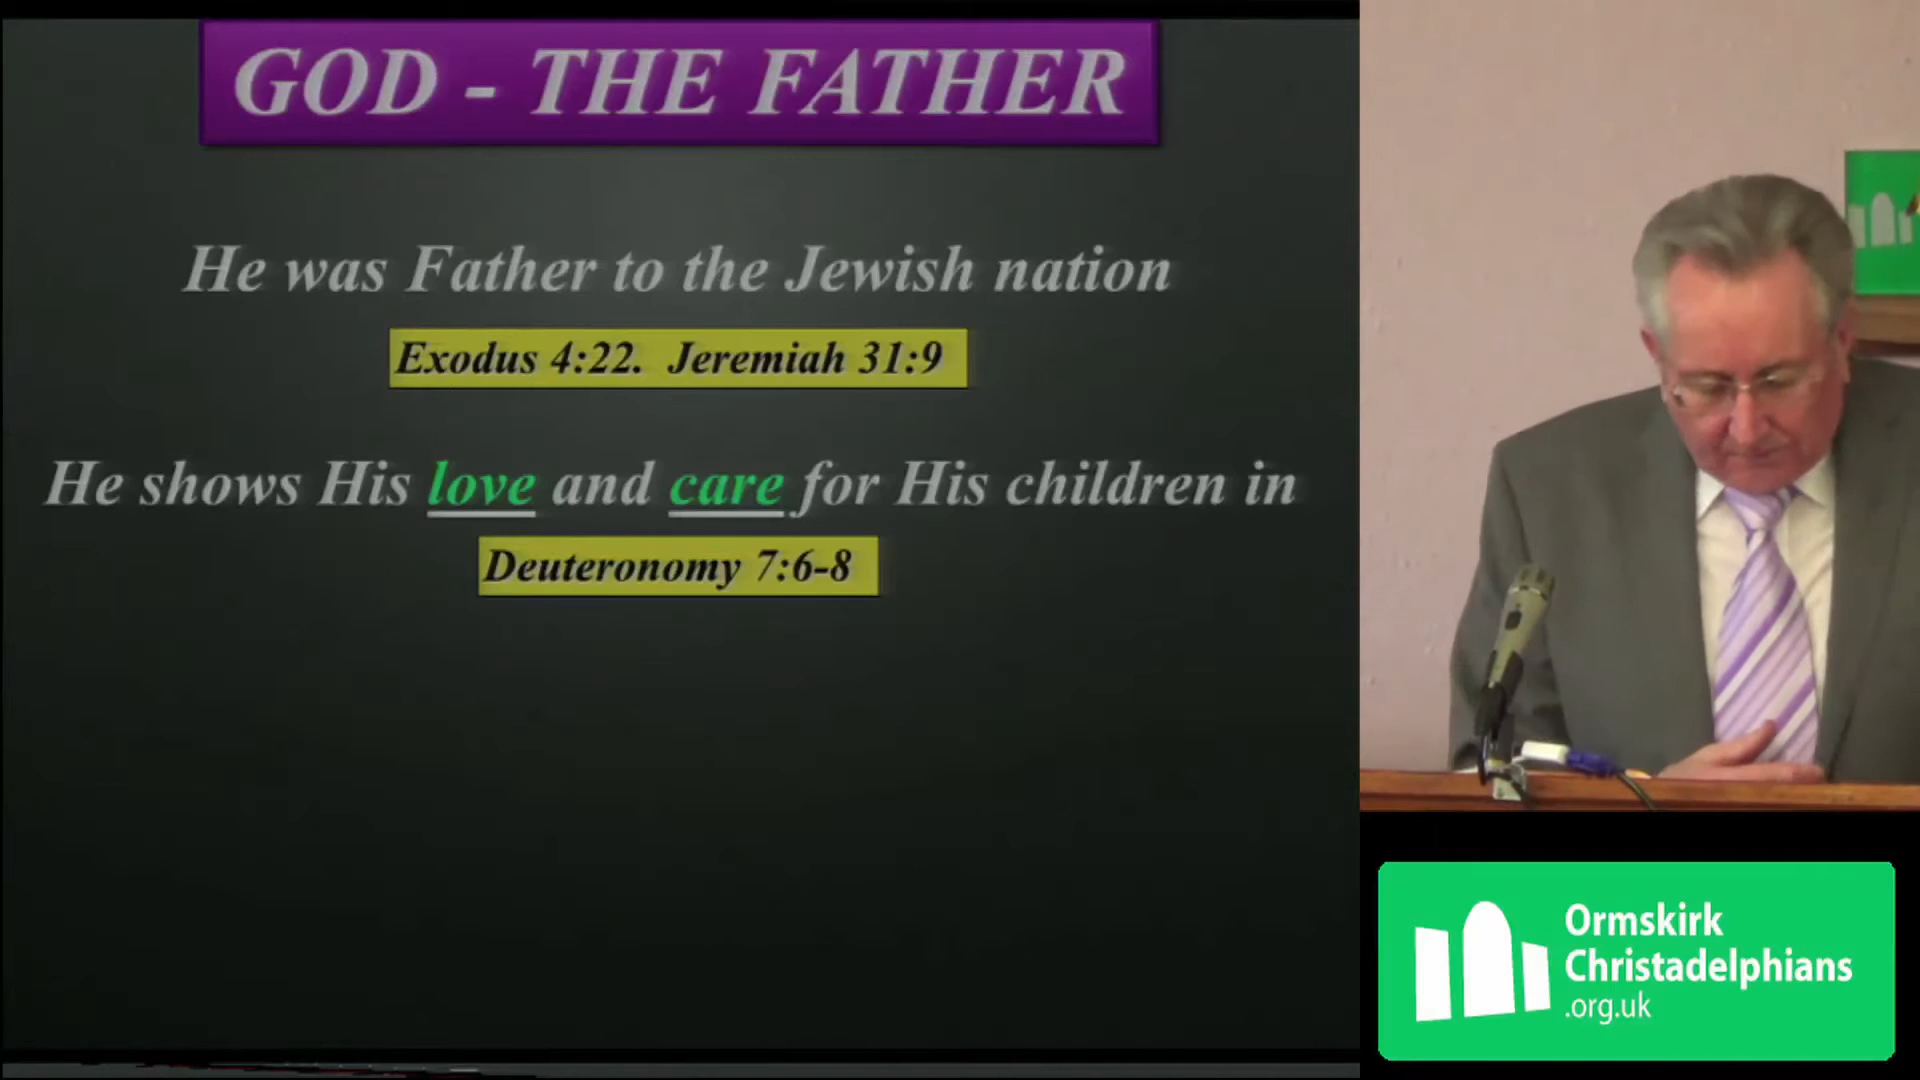 GOD - THE FATHER
He was Father to the Jewish nation
Exodus 4:22. Jeremiah 31:9
He shows His love and care for His children in
Deuteronomy 7:6-8
Ormskirk
Christadelphians
.org.uk